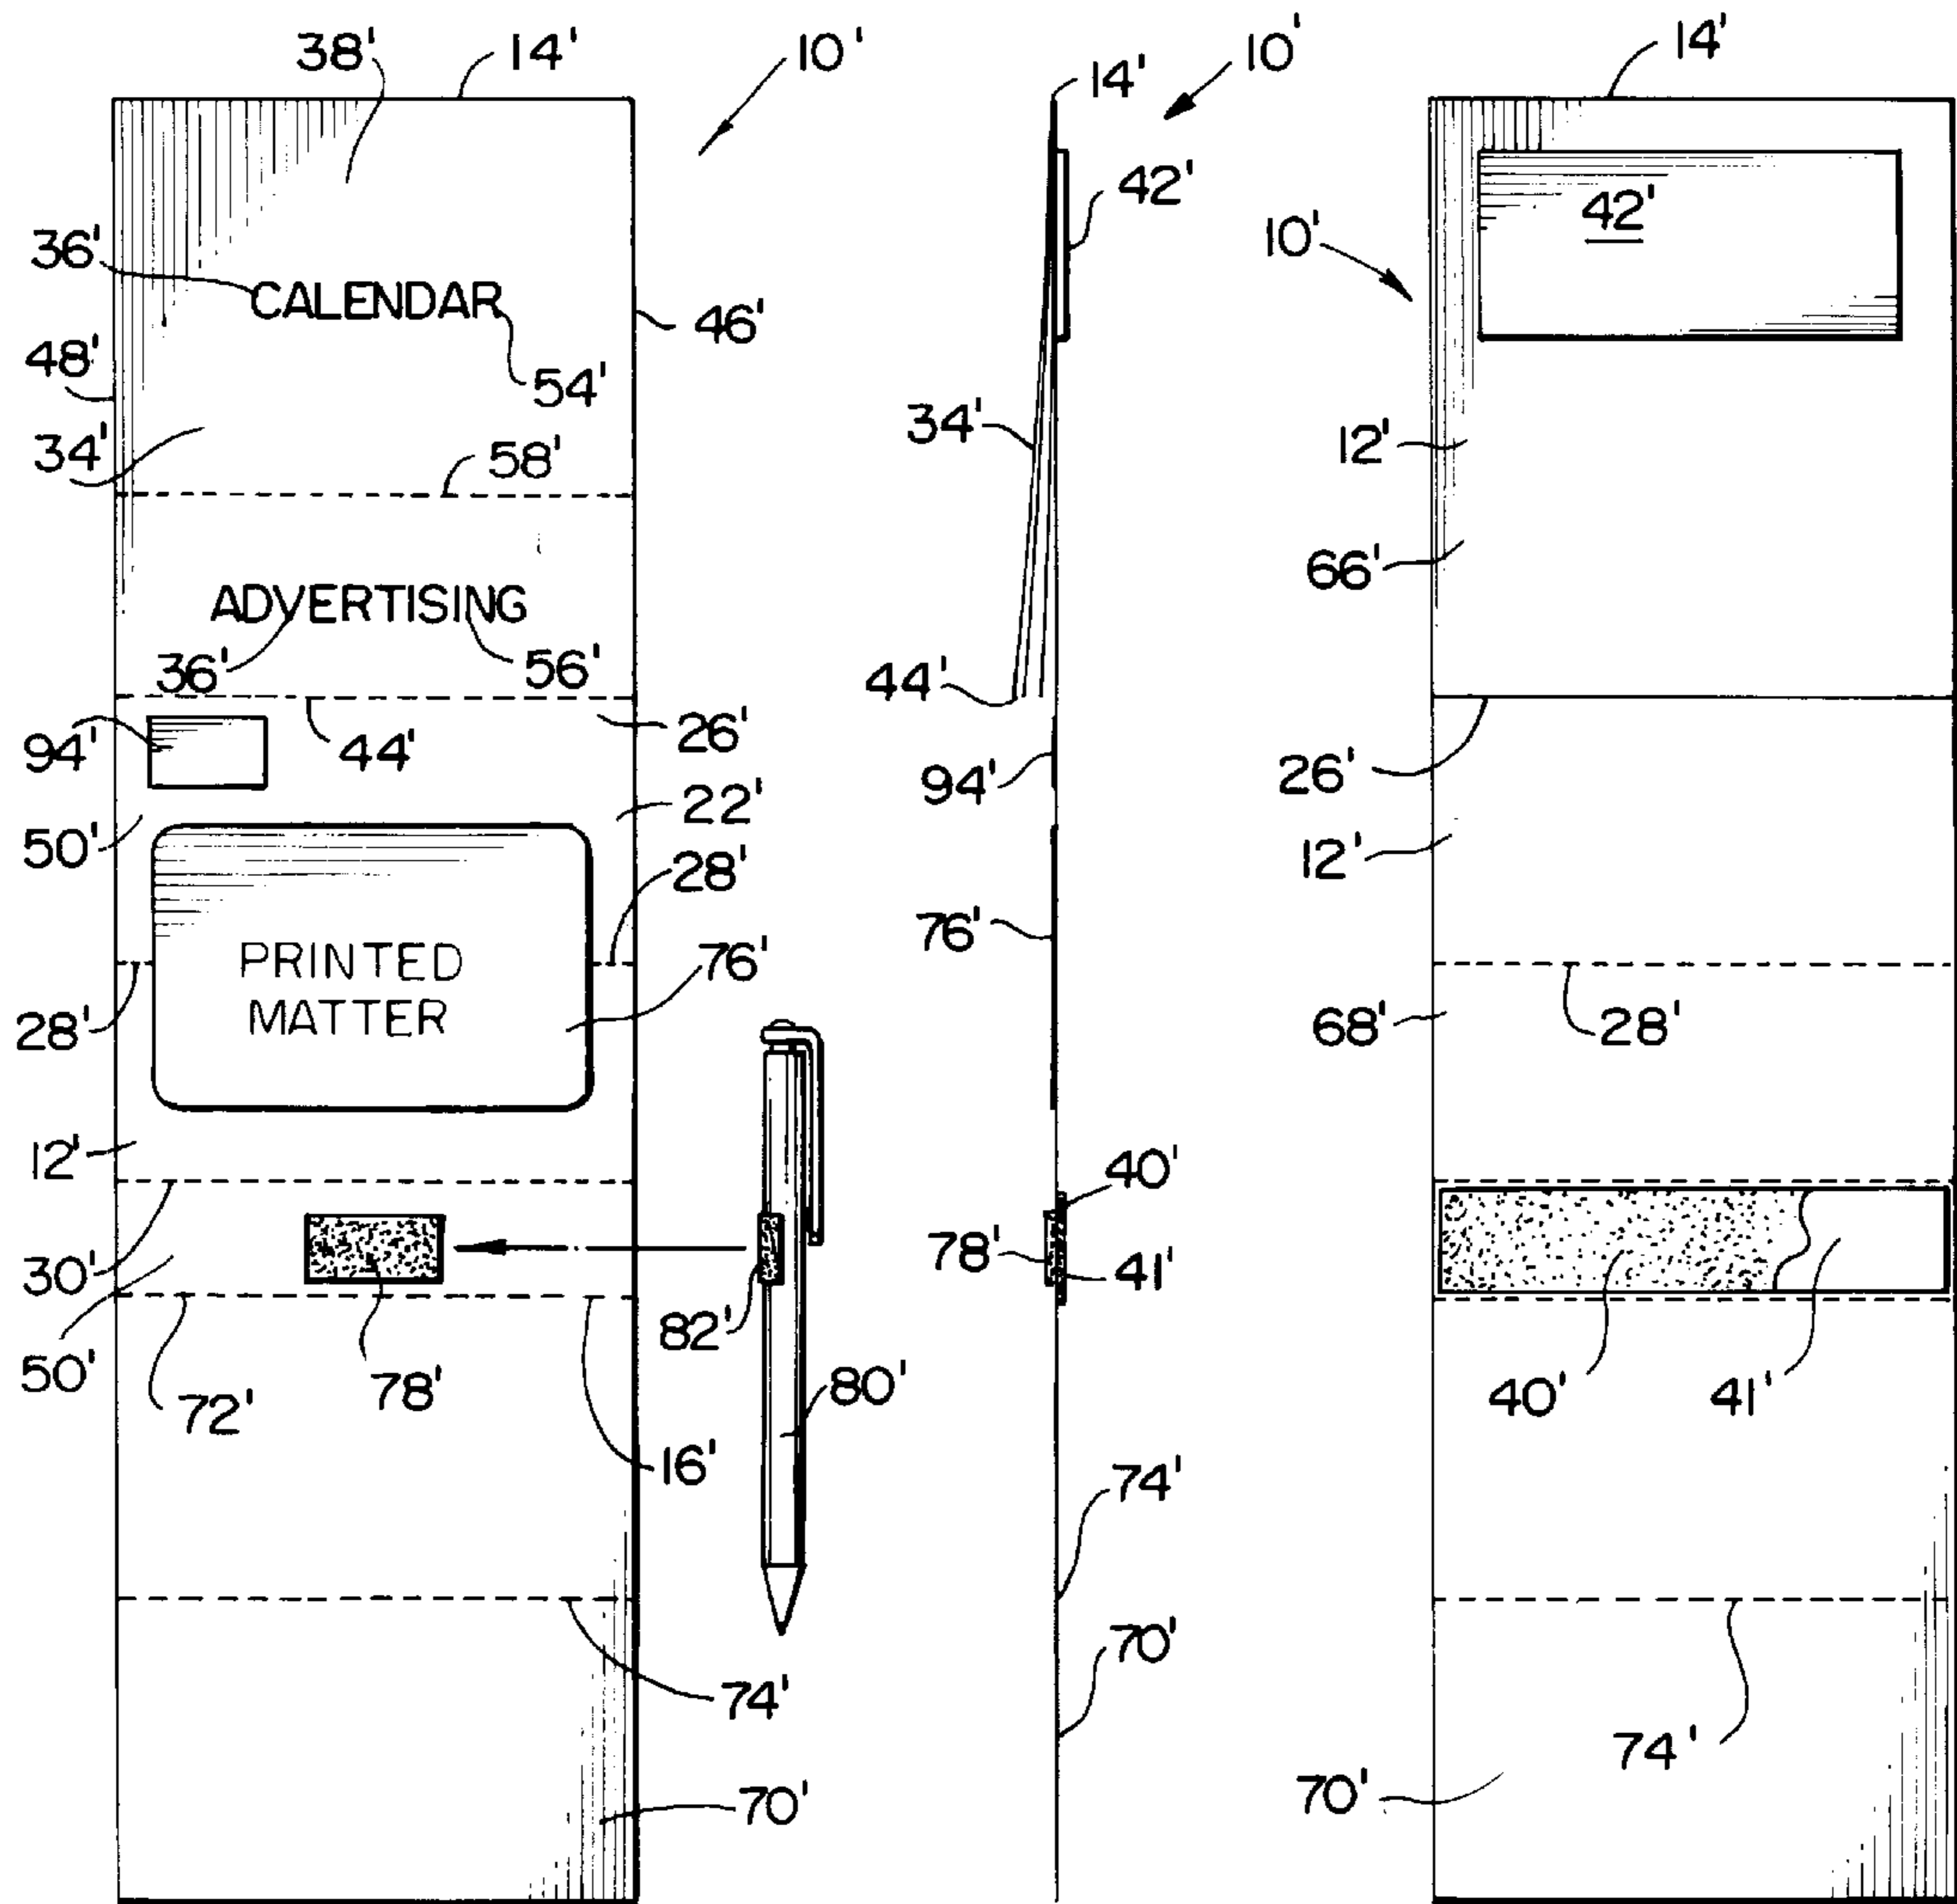 38' 14' 10' 14' 10' 14'
42' 42'
36' CALENDAR 46' 10'
48' 54'
34' 58' 34' 12'
ADVERTISING 66'
36' 56' 44'
94' 44' 26' 94' 26'
50' 22' 12'
28'
PRINTED 76' 76'
28' MATTER 68' 28'
12' 40'
30' 82' 78' 41'
50' 72' 78' 80' 40' 41'
16' 74'
74' 70' 74'
70' 70'